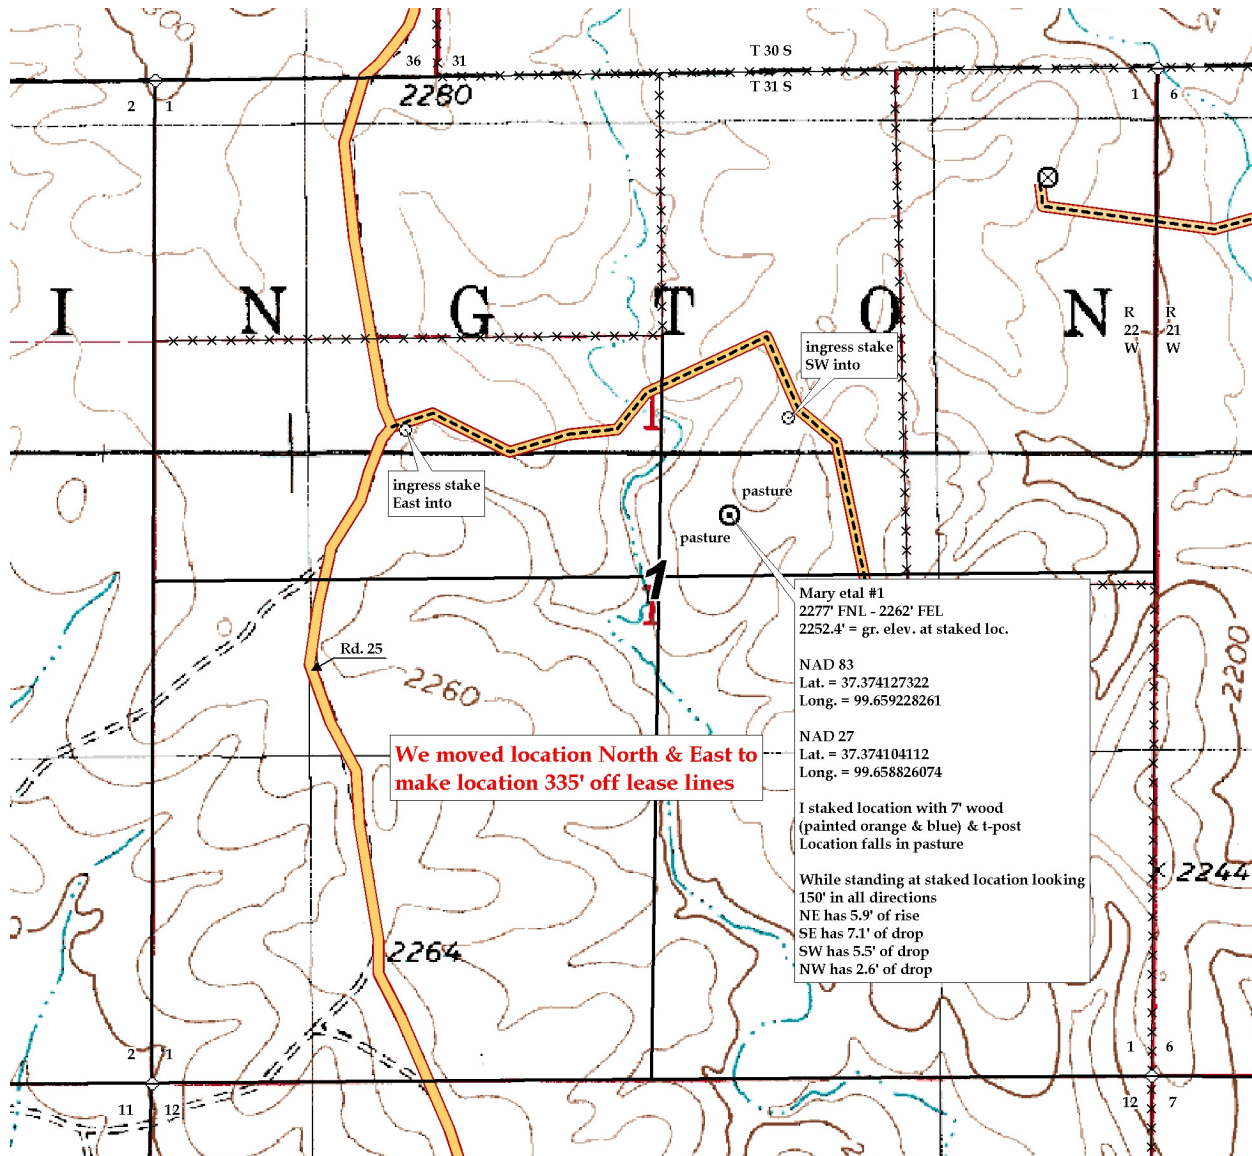 500
36 31
T 30 S
T 31 S
2280
2 1
1 6
I N G T O N
R
22
W
R
21
W
ingress stake
SW into
1
ingress stake
East into
pasture
pasture
1
1
Mary etal #1
2277' FNL - 2262' FEL
2252.4' = gr. elev. at staked loc.
NAD 83
Lat. = 37.374127322
Long. = 99.659228261
NAD 27
Lat. = 37.374104112
Long. = 99.658826074
I staked location with 7' wood
(painted orange & blue) & t-post
Location falls in pasture
While standing at staked location looking
150' in all directions
NE has 5.9' of rise
SE has 7.1' of drop
SW has 5.5' of drop
NW has 2.6' of drop
Rd. 25
2260
2200
We moved location North & East to
make location 335' off lease lines
2244
2264
2 1
1 6
11 12
12 7